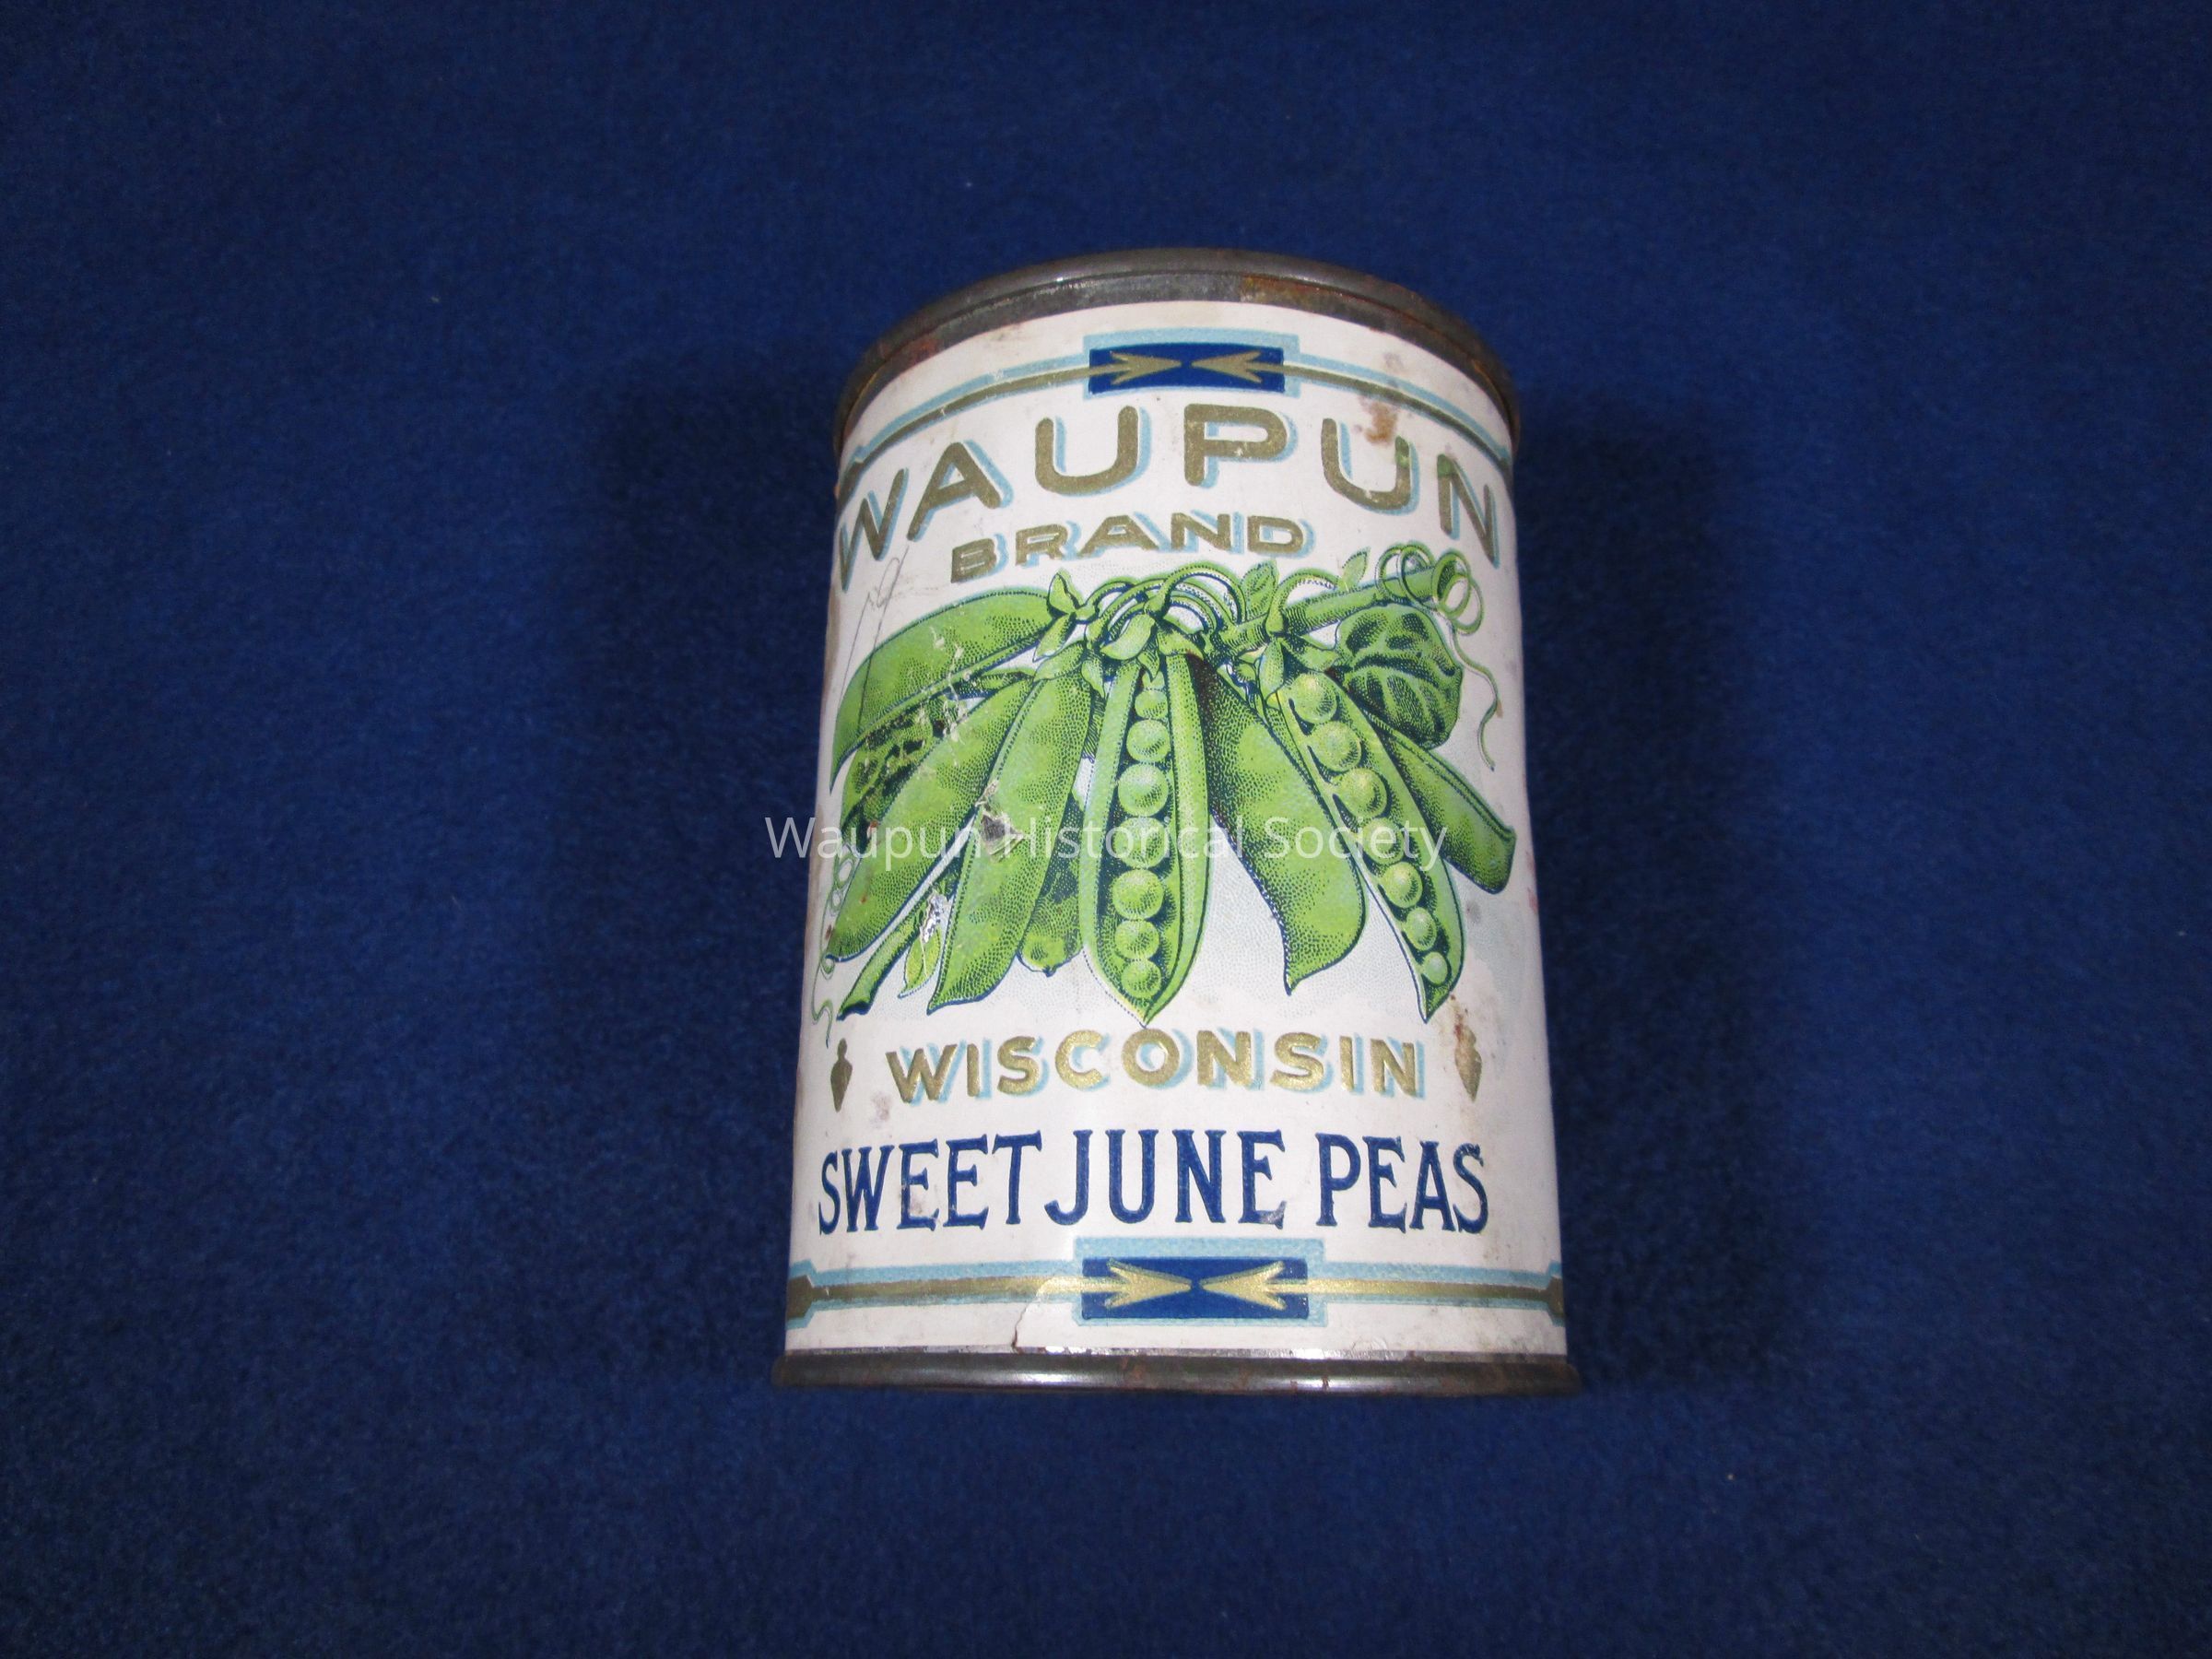 WAUPUN
BRAND
Waupun Historical Society
WISCONSIN
SWEET JUNE PEAS